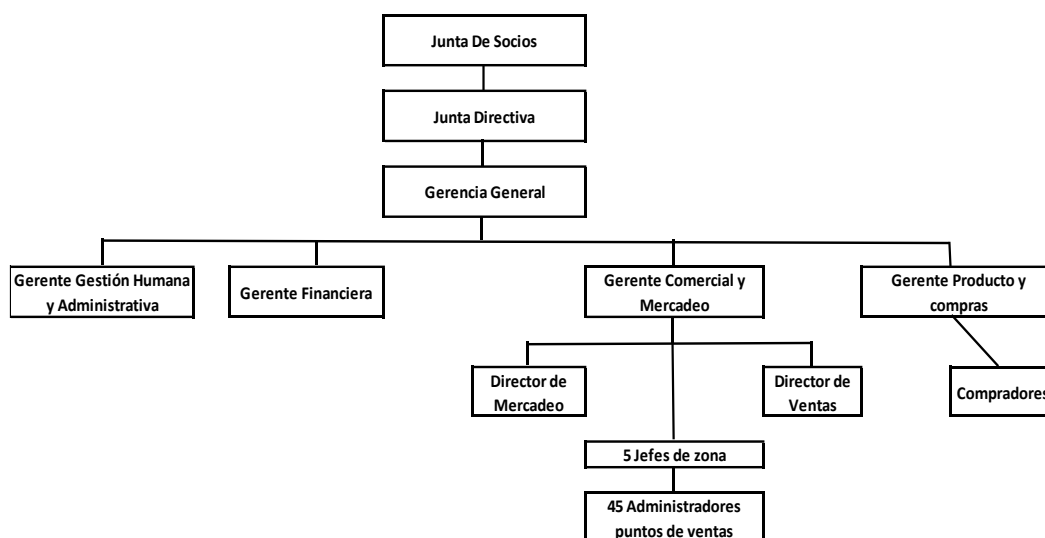 Junta De Socios
Junta Directiva
Gerencia General
Gerente Gestión Humana
y Administrativa
Gerente Financiera
Gerente Comercial y
Mercadeo
Gerente Producto y
compras
Director de
Mercadeo
Director de
Ventas
Compradores
5 Jefes de zona
45 Administradores
puntos de ventas